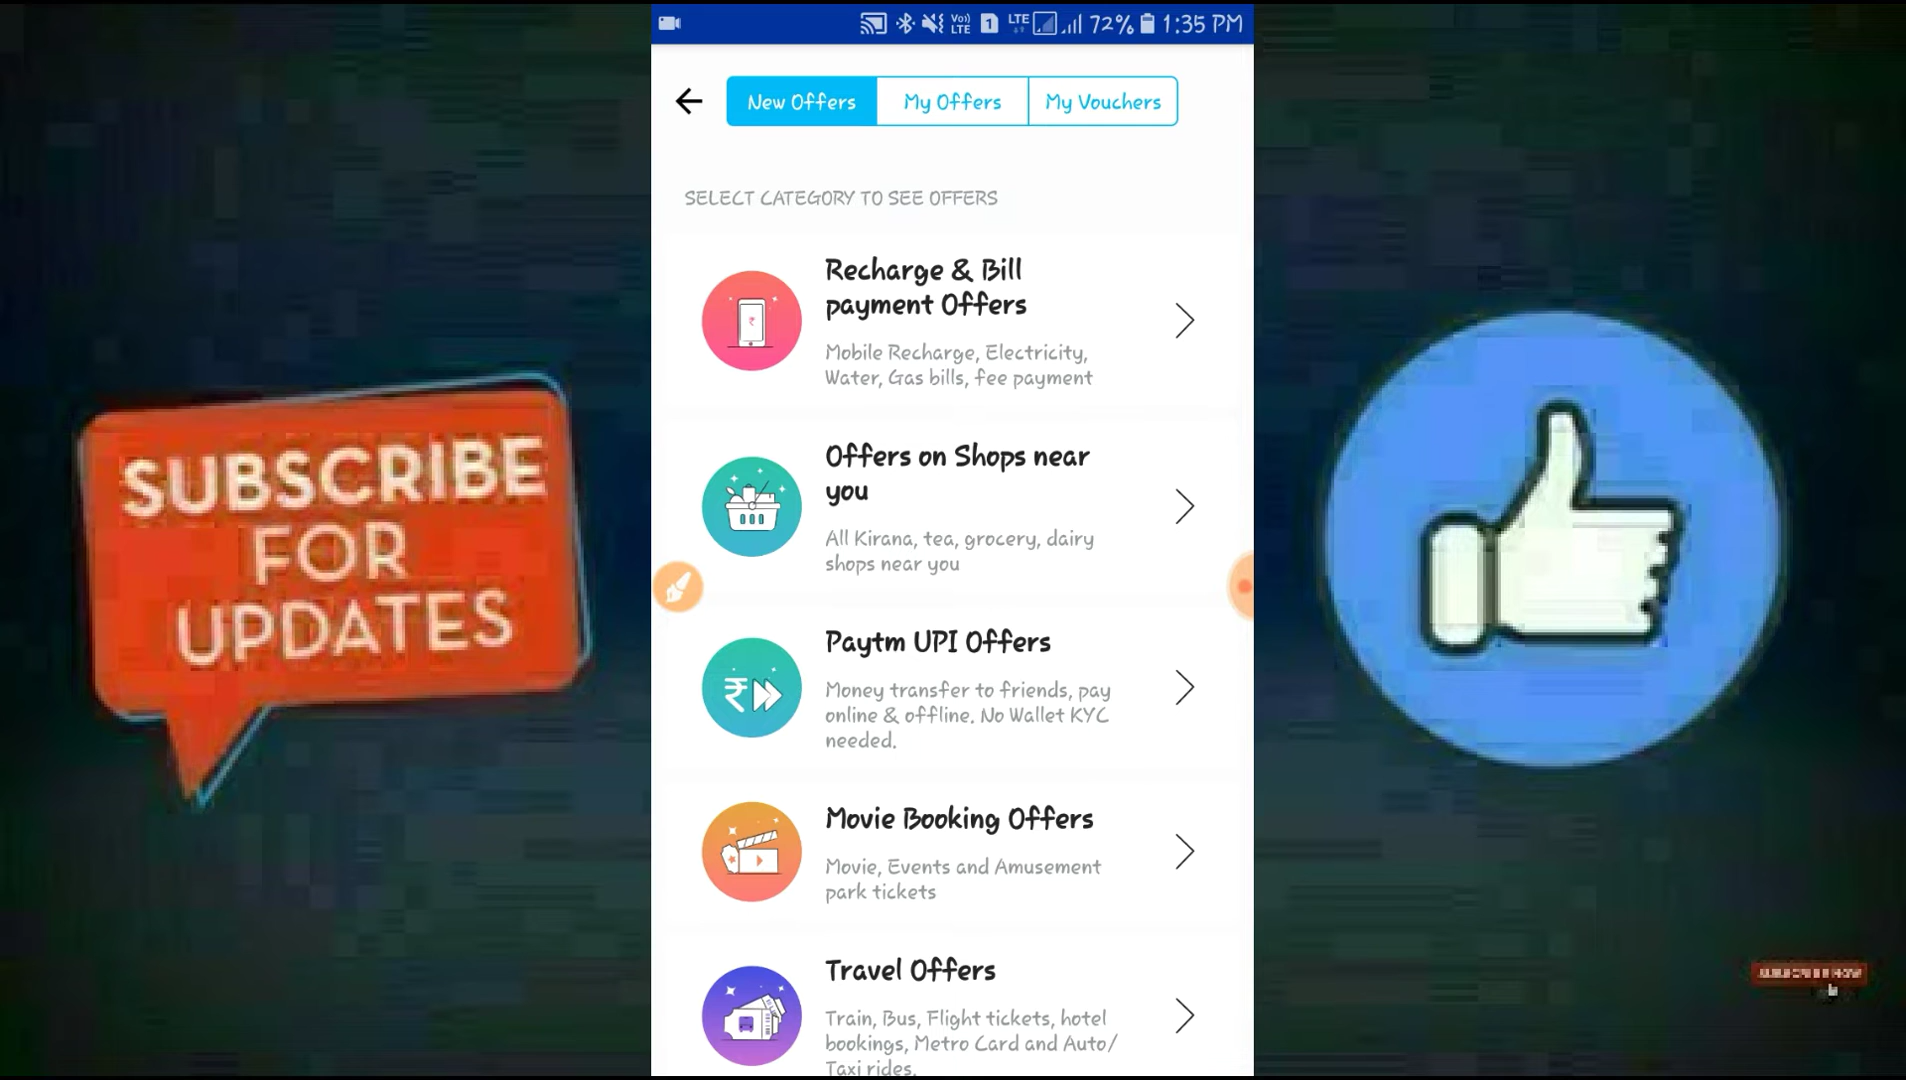 72% 1:35 PM
New Offers
My Offers
My Vouchers
SELECT CATEGORY TO SEE OFFERS
Recharge & Bill
payment Offers
Mobile Recharge, Electricity,
Water, Gas bills, fee payment
Offers on Shops near
you
All Kirana, tea, grocery, dairy
shops near you
Paytm UPI Offers
Money transfer to friends, pay
online & offline. No Wallet KYC
needed.
Movie Booking Offers
Movie, Events and Amusement
park tickets
Travel Offers
Train, Bus, Flight tickets, hotel
bookings, Metro Card and Auto/
Taxi rides.
SUBSCRIBE
FOR
UPDATES
SUBSCRIBE NOW